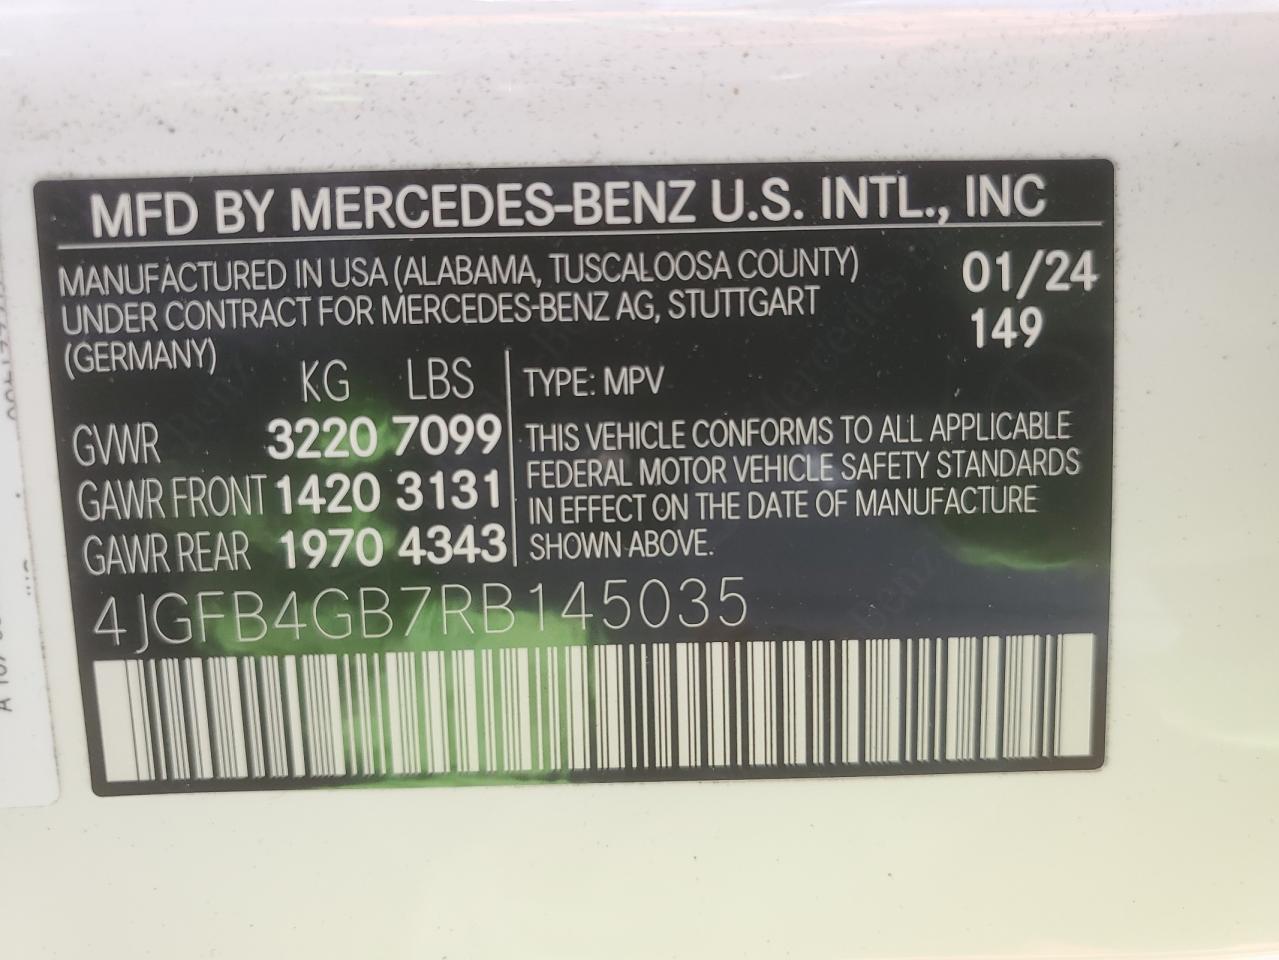 MFD BY MERCEDES-BENZ U.S. INTL., INC
MANUFACTURED IN USA (ALABAMA, TUSCALOOSA COUNTY) 01/24
UNDER CONTRACT FOR MERCEDES-BENZ AG, STUTTGART 149
(GERMANY)
KG LBS
GVWR 3220 7099
GAWR FRONT 1420 3131
GAWR REAR 1970 4343
TYPE: MPV
THIS VEHICLE CONFORMS TO ALL APPLICABLE
FEDERAL MOTOR VEHICLE SAFETY STANDARDS
IN EFFECT ON THE DATE OF MANUFACTURE
SHOWN ABOVE.
4JGFB4GB7RB145035